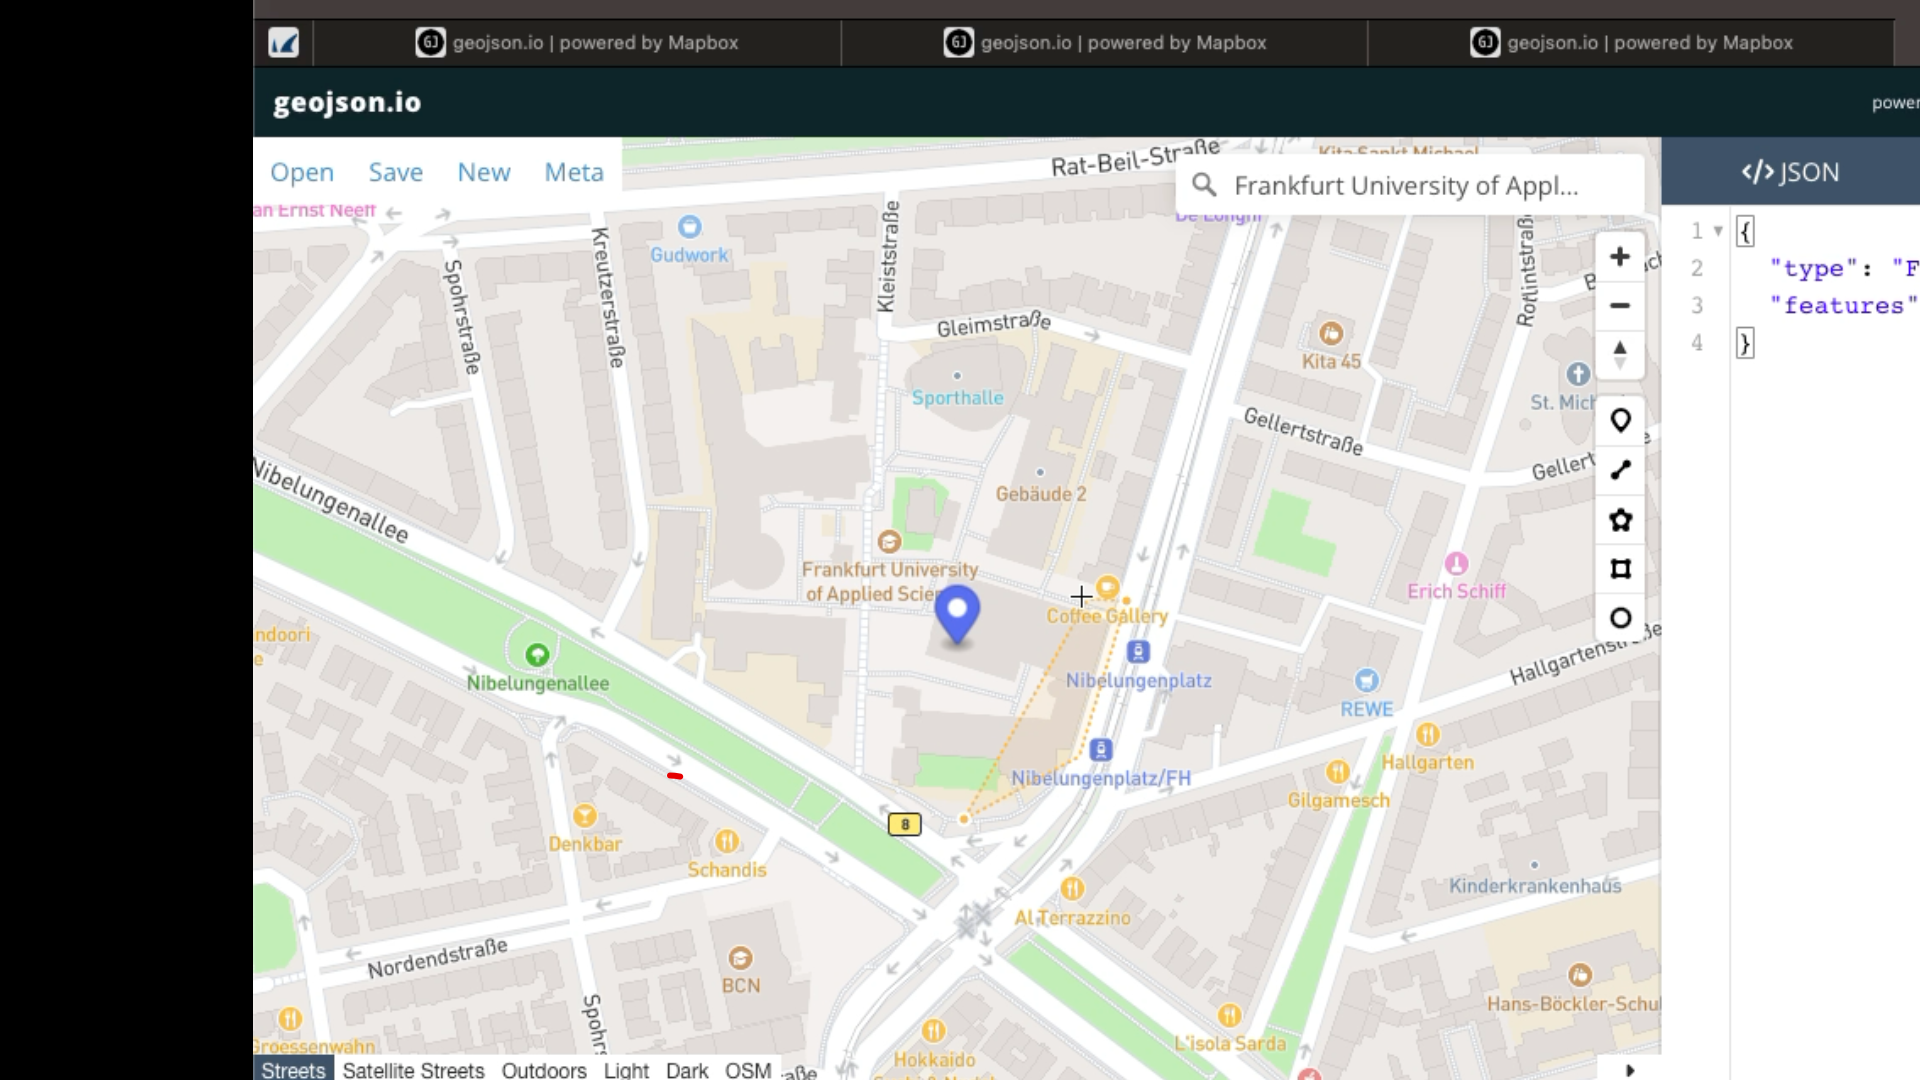 geojson.io | powered by Mapbox
geojson.io | powered by Mapbox
geojson.io | powered by Mapbox
geojson.io
power
Open
Save
New
Meta
Rat-Beil-Straße
Kita Sankt Michael
Frankfurt University of Appl...
</> JSON
an Ernst Neeff
De'Longhi
Gudwork
Kreutzerstraße
Kleiststraße
Spohrstraße
Rotlintstraße
Gleimstraße
Kita 45
Sporthalle
St. Mich
Gellertstraße
Gellert
Gebäude 2
Nibelungenallee
Frankfurt University
of Applied Scie
Erich Schiff
Coffee Gallery
ndoori
e
Nibelungenallee
Nibelungenplatz
Hallgartenstraße
REWE
Hallgarten
Nibelungenplatz/FH
Gilgamesch
8
Denkbar
Schandis
Kinderkrankenhaus
Al Terrazzino
Nordendstraße
BCN
Hans-Böckler-Schul
Spohrs
L'isola Sarda
Groessenwahn
Hokkaido
aße
Streets
Satellite Streets
Outdoors
Light
Dark
OSM
1 {
2 "type": "F
3 "features"
4 }